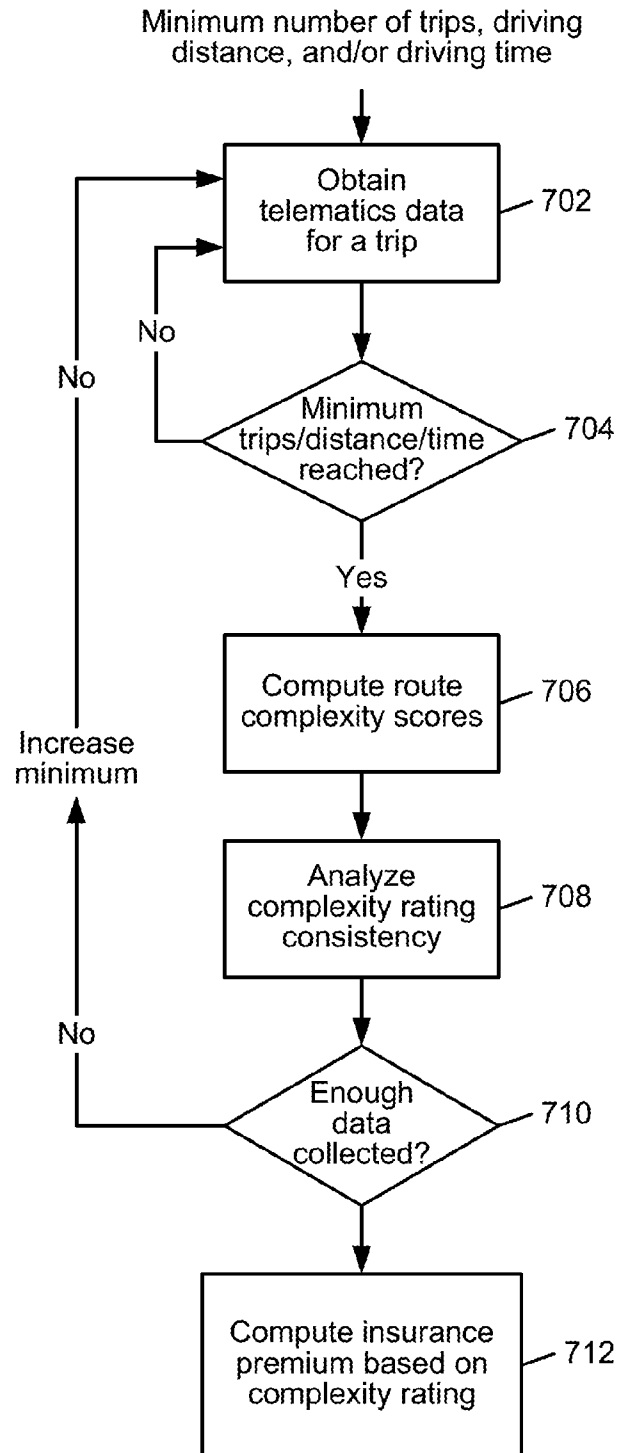 Minimum number of trips, driving
distance, and/or driving time
Obtain
telematics data
for a trip
702
No
No
Minimum
trips/distance/time
reached?
704
Yes
Compute route
complexity scores
706
Increase
minimum
Analyze
complexity rating
consistency
708
No
Enough
data
collected?
710
Compute insurance
premium based on
complexity rating
712